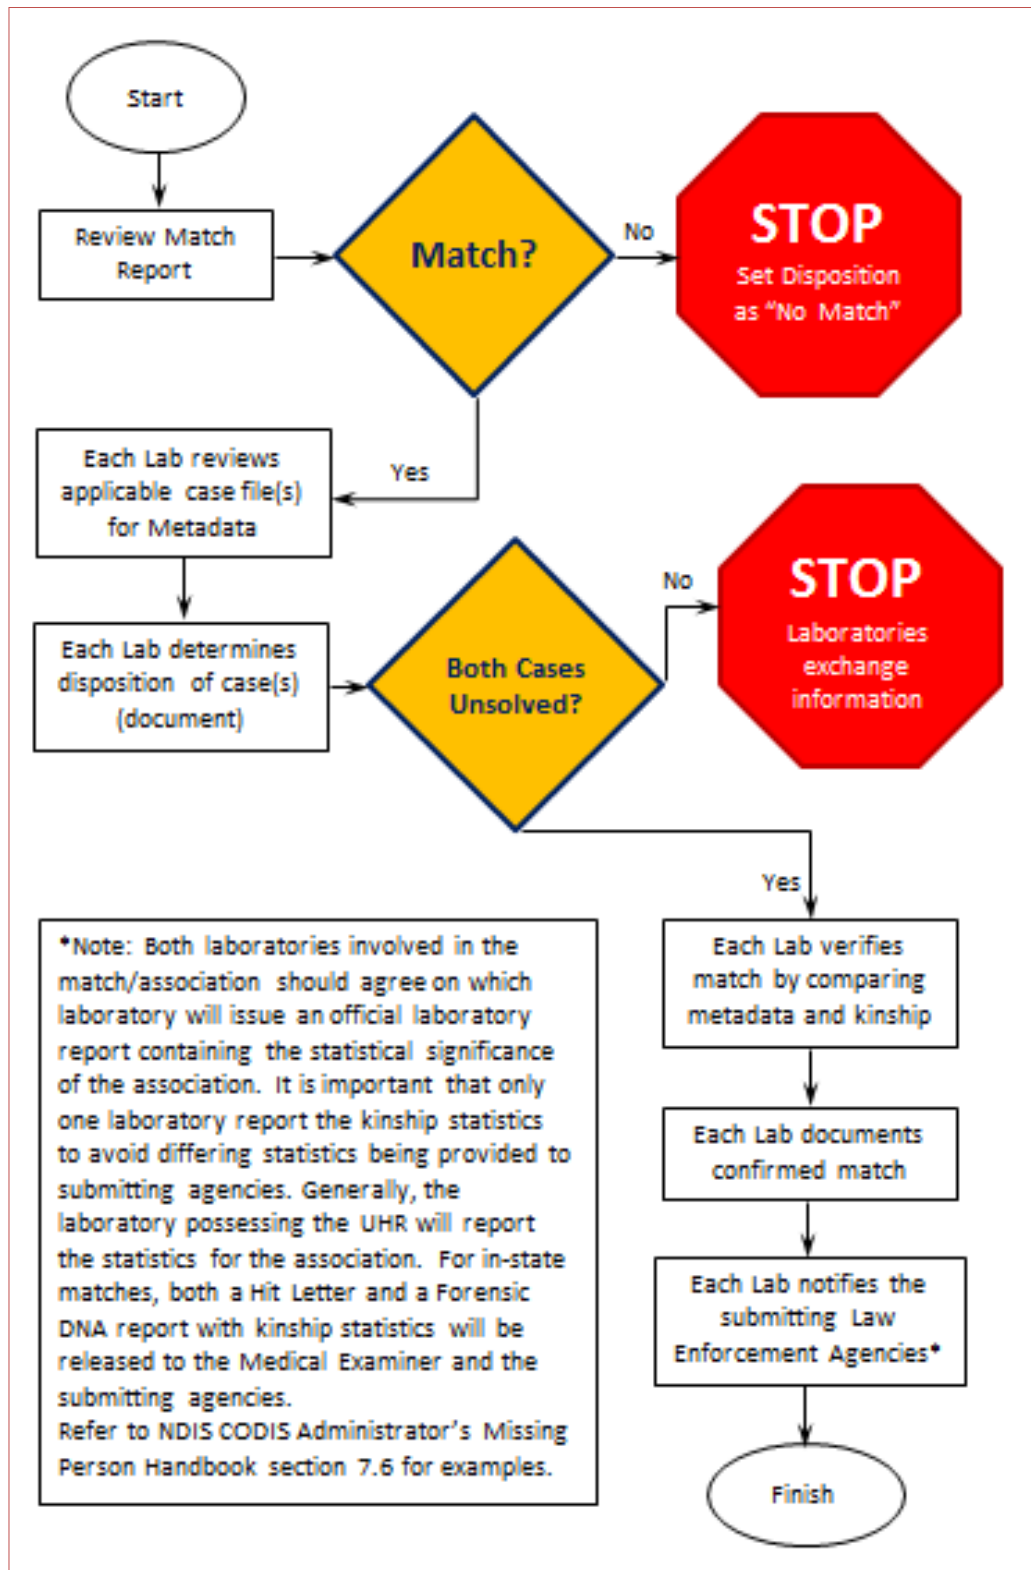 Start
Review Match
Report
Match?
No
STOP
Set Disposition
as “No Match”
Yes
Each Lab reviews
applicable case file(s)
for Metadata
Each Lab determines
disposition of case(s)
(document)
Both Cases
Unsolved?
No
STOP
Laboratories
exchange
information
Yes
Each Lab verifies
match by comparing
metadata and kinship
Each Lab documents
confirmed match
Each Lab notifies the
submitting Law
Enforcement Agencies*
Finish
*Note: Both laboratories involved in the
match/association should agree on which
laboratory will issue an official laboratory
report containing the statistical significance
of the association. It is important that only
one laboratory report the kinship statistics
to avoid differing statistics being provided to
submitting agencies. Generally, the
laboratory possessing the UHR will report
the statistics for the association. For in-state
matches, both a Hit Letter and a Forensic
DNA report with kinship statistics will be
released to the Medical Examiner and the
submitting agencies.
Refer to NDIS CODIS Administrator’s Missing
Person Handbook section 7.6 for examples.